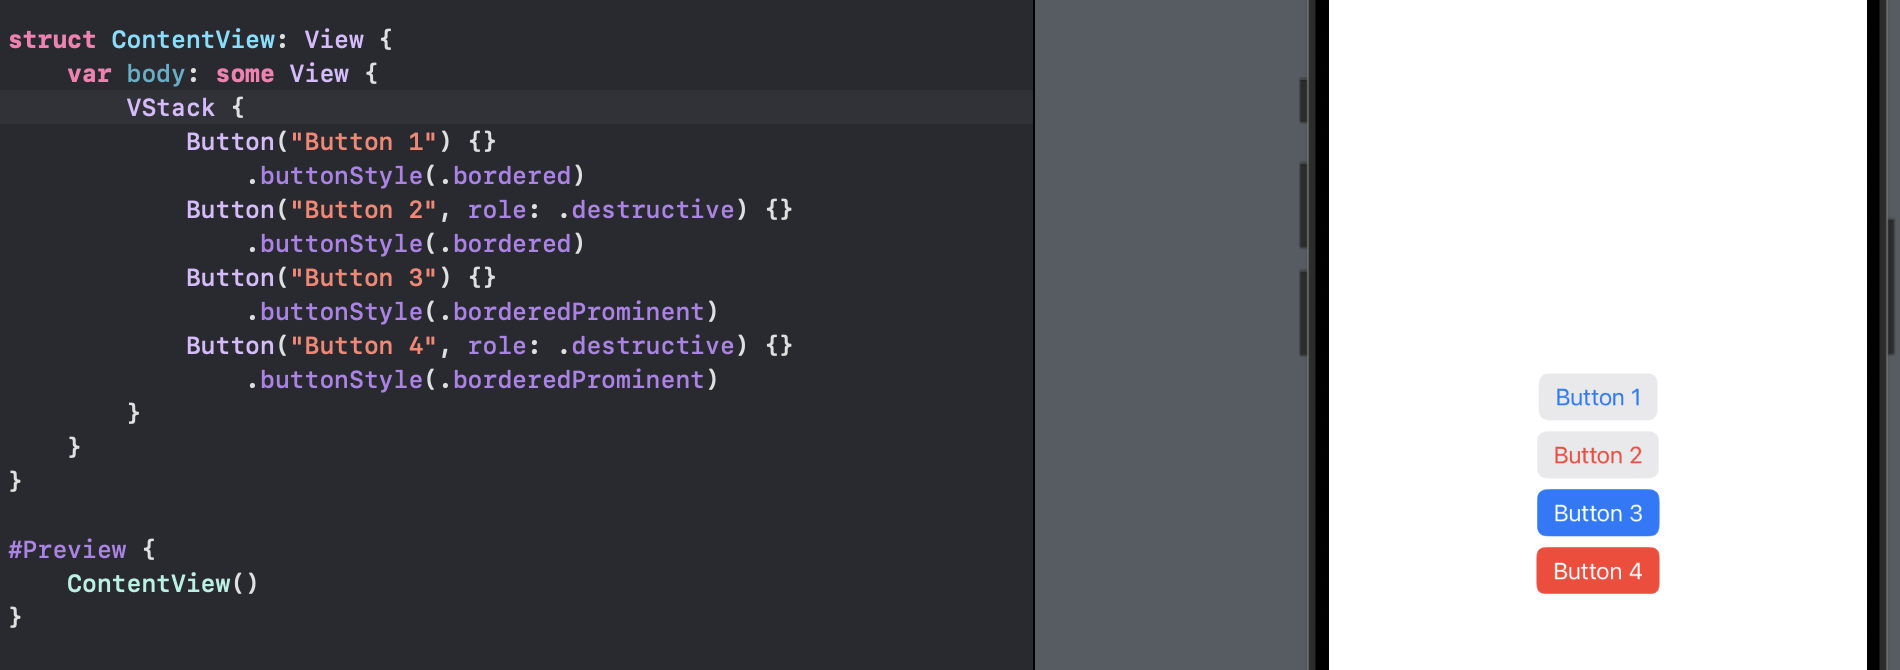 struct ContentView: View {
    var body: some View {
        VStack {
            Button("Button 1") {}
                .buttonStyle(.bordered)
            Button("Button 2", role: .destructive) {}
                .buttonStyle(.bordered)
            Button("Button 3") {}
                .buttonStyle(.borderedProminent)
            Button("Button 4", role: .destructive) {}
                .buttonStyle(.borderedProminent)
        }
    }
}
#Preview {
    ContentView()
}
Button 1
Button 2
Button 3
Button 4